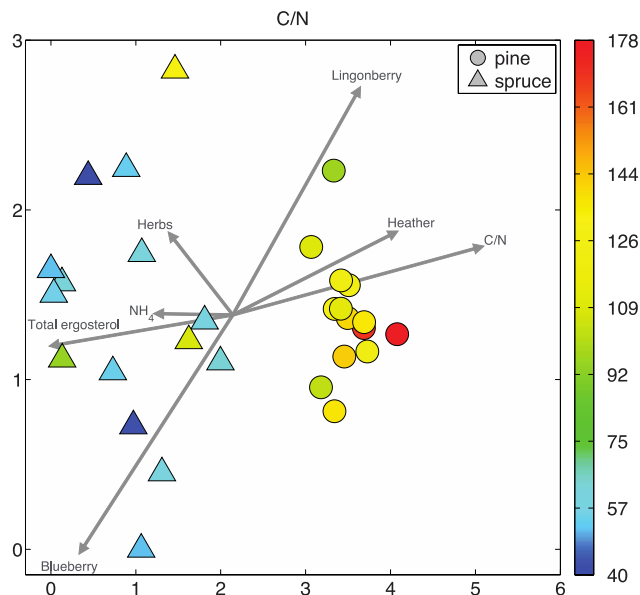 C/N
3
pine
spruce
Lingonberry
2
Herbs
Heather
C/N
NH4
Total ergosterol
1
Blueberry
0
0 1 2 3 4 5 6
178
161
144
126
109
92
75
57
40